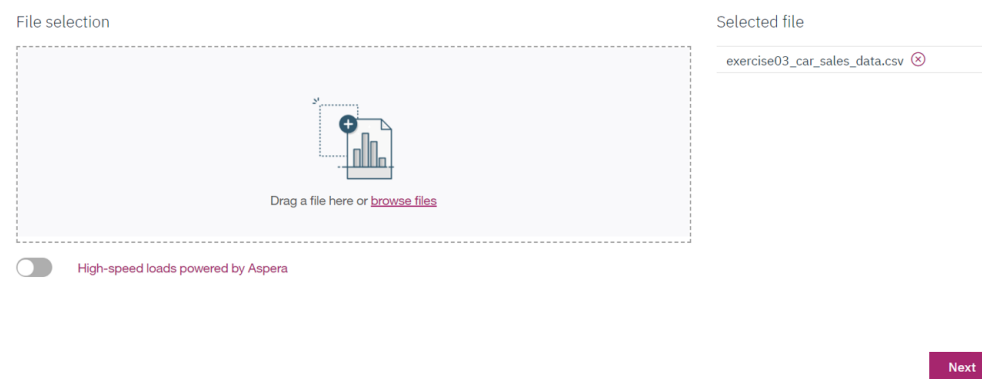 File selection
Selected file
exercise03_car_sales_data.csv
Drag a file here or browse files
High-speed loads powered by Aspera
Next